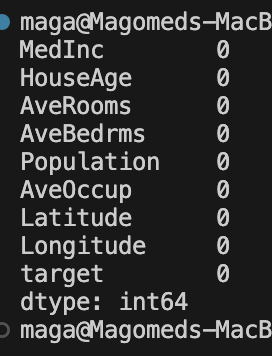 maga@Magomeds-MacB
MedInc 0
HouseAge 0
AveRooms 0
AveBedrms 0
Population 0
AveOccup 0
Latitude 0
Longitude 0
target 0
dtype: int64
maga@Magomeds-MacB